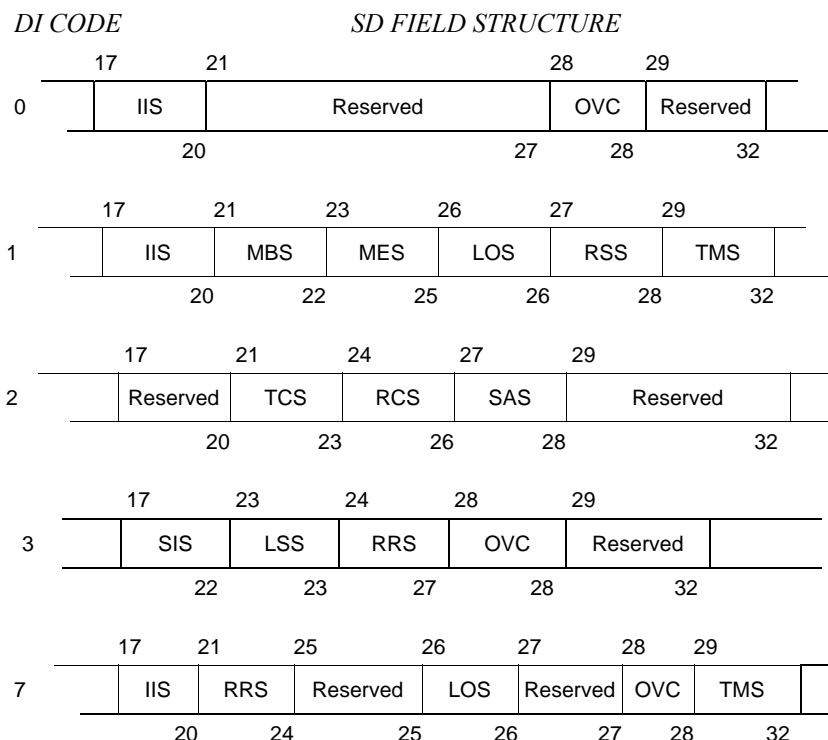 DI CODE SD FIELD STRUCTURE
17 21 28 29
0 IIS Reserved OVC Reserved
20 27 28 32
17 21 23 26 27 29
1 IIS MBS MES LOS RSS TMS
20 22 25 26 28 32
17 21 24 27 29
2 Reserved TCS RCS SAS Reserved
20 23 26 28 32
17 23 24 28 29
3 SIS LSS RRS OVC Reserved
22 23 27 28 32
17 21 25 26 27 28 29
7 IIS RRS Reserved LOS Reserved OVC TMS
20 24 25 26 27 28 32